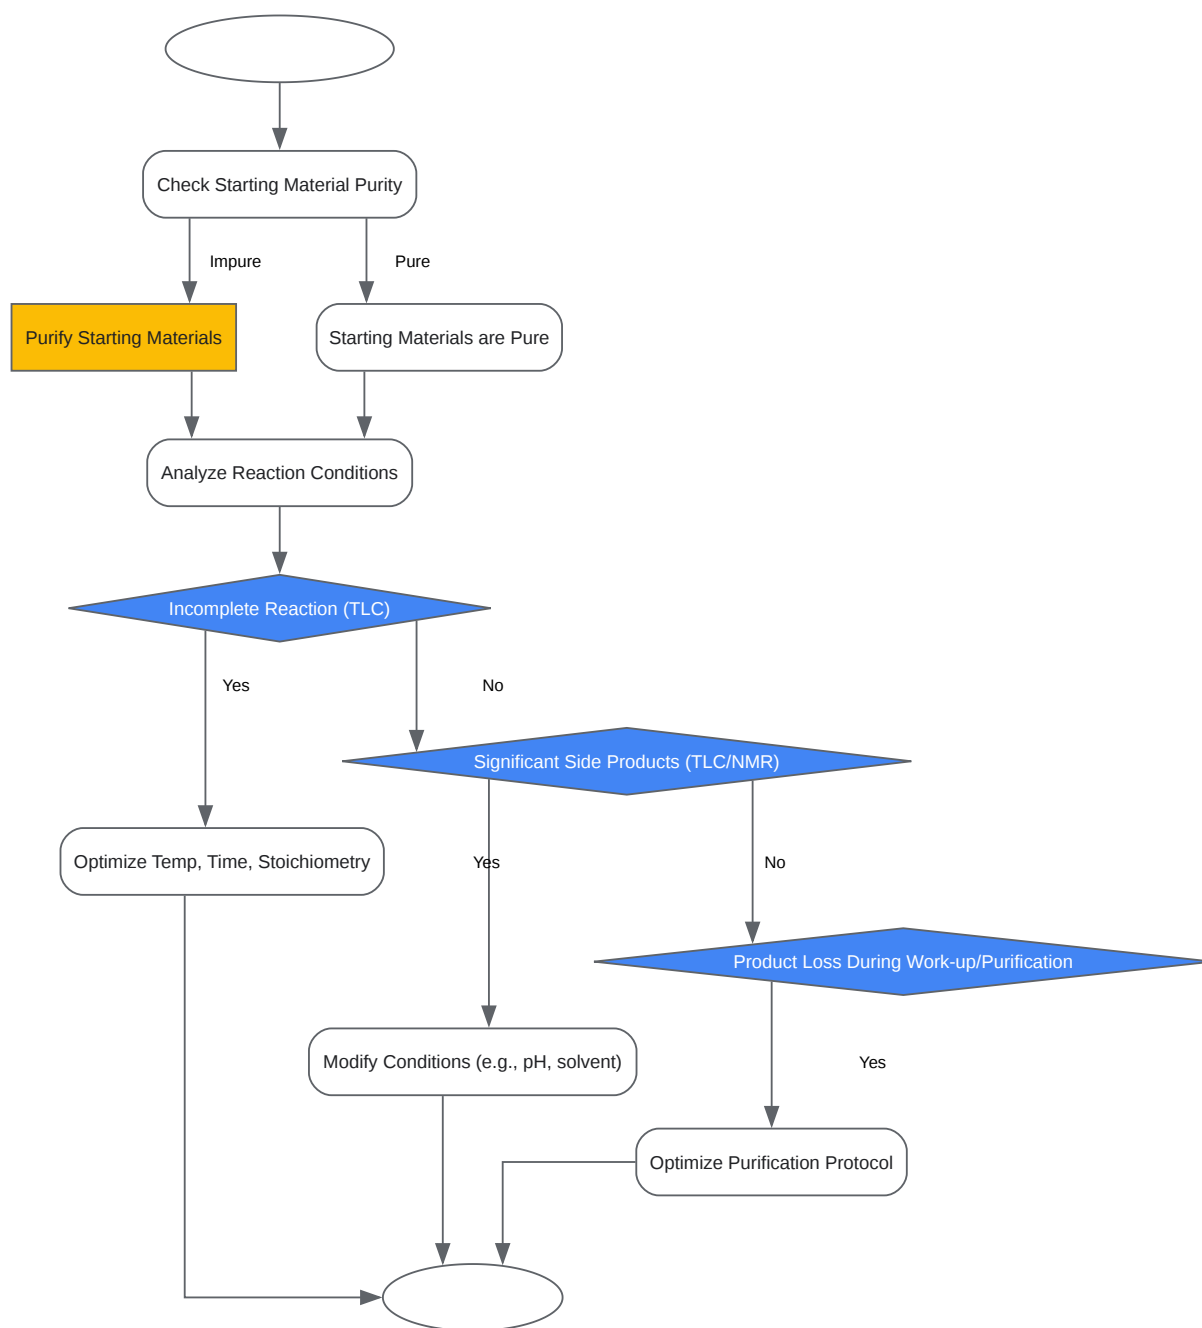 Check Starting Material Purity
Impure
Pure
Purify Starting Materials
Starting Materials are Pure
Analyze Reaction Conditions
Incomplete Reaction (TLC)
Yes
No
Significant Side Products (TLC/NMR)
Optimize Temp, Time, Stoichiometry
Yes
No
Product Loss During Work-up/Purification
Modify Conditions (e.g., pH, solvent)
Yes
Optimize Purification Protocol